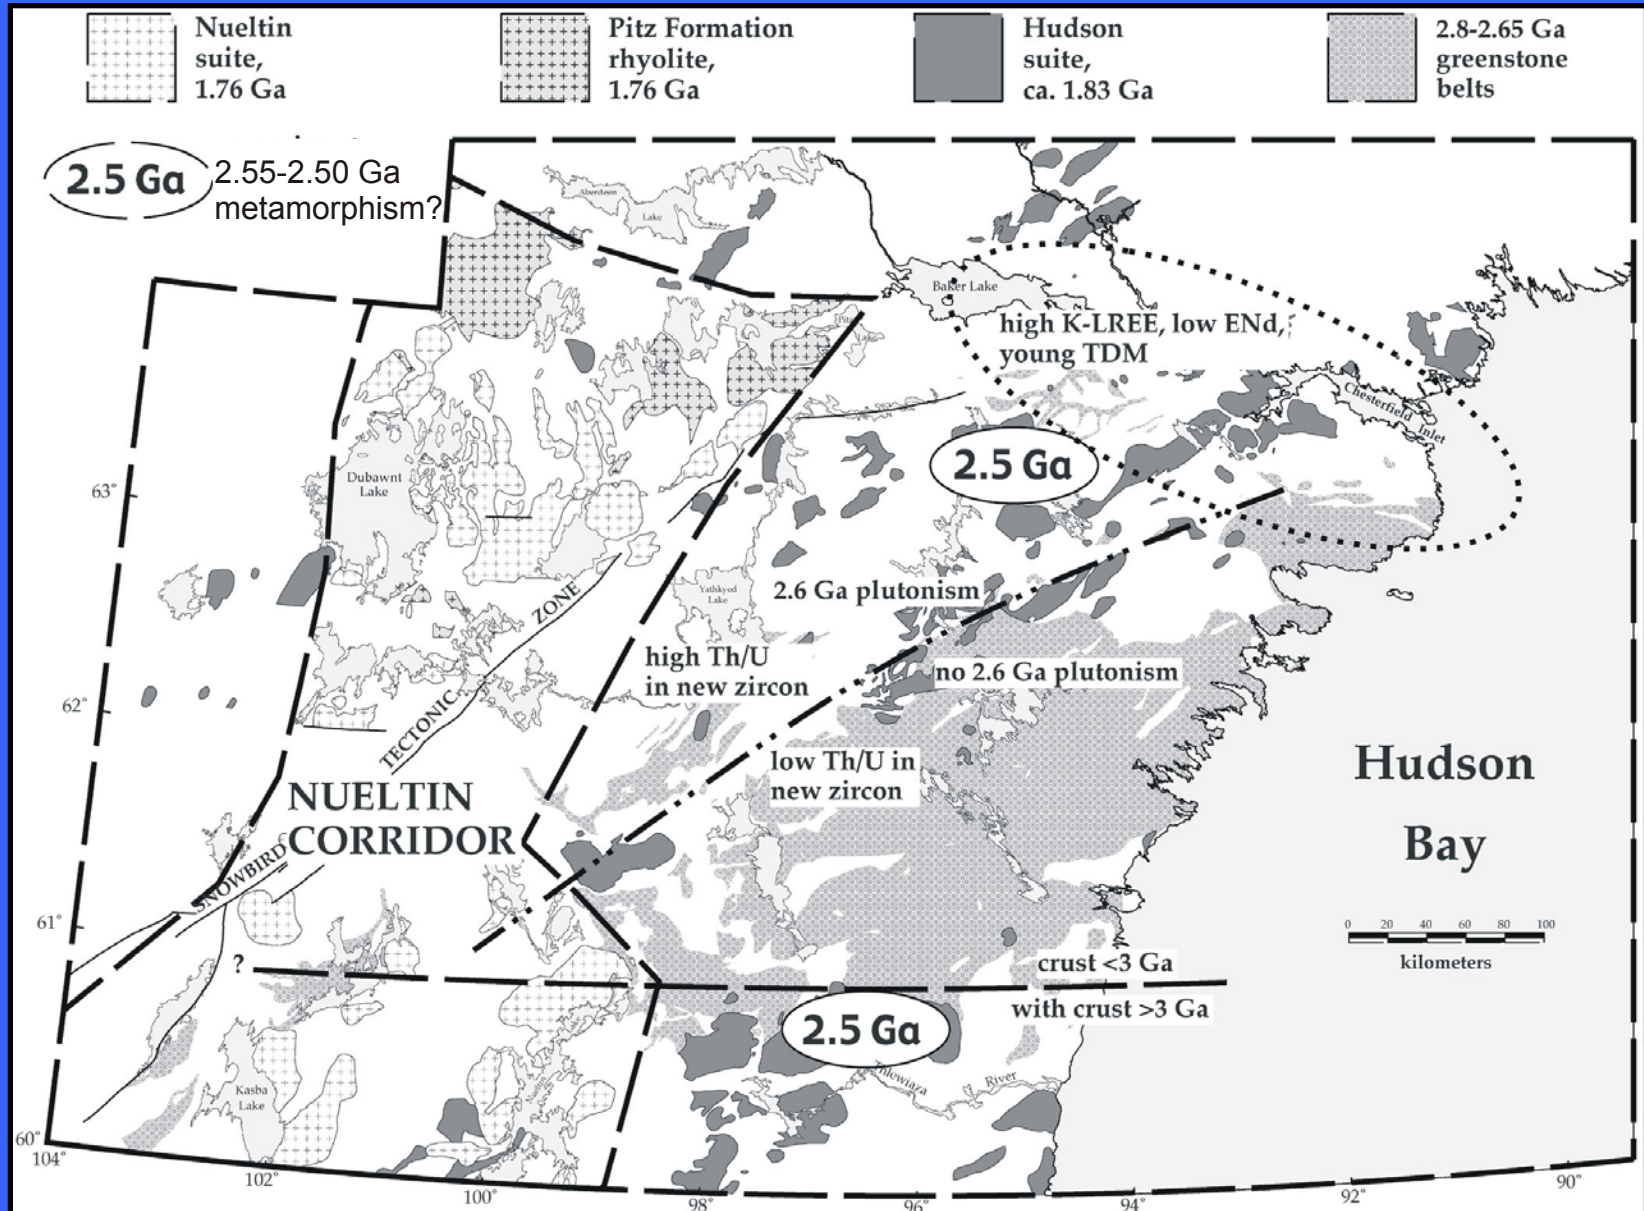 Nueltin
suite,
1.76 Ga
Pitz Formation
rhyolite,
1.76 Ga
Hudson
suite,
ca. 1.83 Ga
2.8-2.65 Ga
greenstone
belts
2.5 Ga
2.55-2.50 Ga
metamorphism?
Aberdeen
Lake
Baker Lake
high K-LREE, low ENd,
young TDM
Pitz
Lake
Chesterfield
Inlet
2.5 Ga
63°
Dubawnt
Lake
2.6 Ga plutonism
Yathkyed
Lake
ZONE
high Th/U
in new zircon
no 2.6 Ga plutonism
62°
TECTONIC
low Th/U in
new zircon
Hudson
Bay
NUELTIN
CORRIDOR
SNOWBIRD
61°
0 20 40 60 80 100
kilometers
?
crust <3 Ga
with crust >3 Ga
2.5 Ga
River
Kasba
Lake
Nueltin
60°
104°
102°
100°
98°
96°
94°
92°
90°